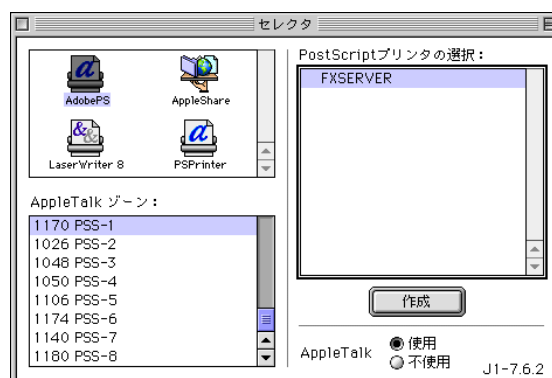 セレクタ
AdobePS
AppleShare
LaserWriter 8
PSPrinter
AppleTalk ゾーン：
1170 PSS-1
1026 PSS-2
1048 PSS-3
1050 PSS-4
1106 PSS-5
1174 PSS-6
1140 PSS-7
1180 PSS-8
PostScriptプリンタの選択：
FXSERVER
作成
AppleTalk
使用
不使用
J1-7.6.2